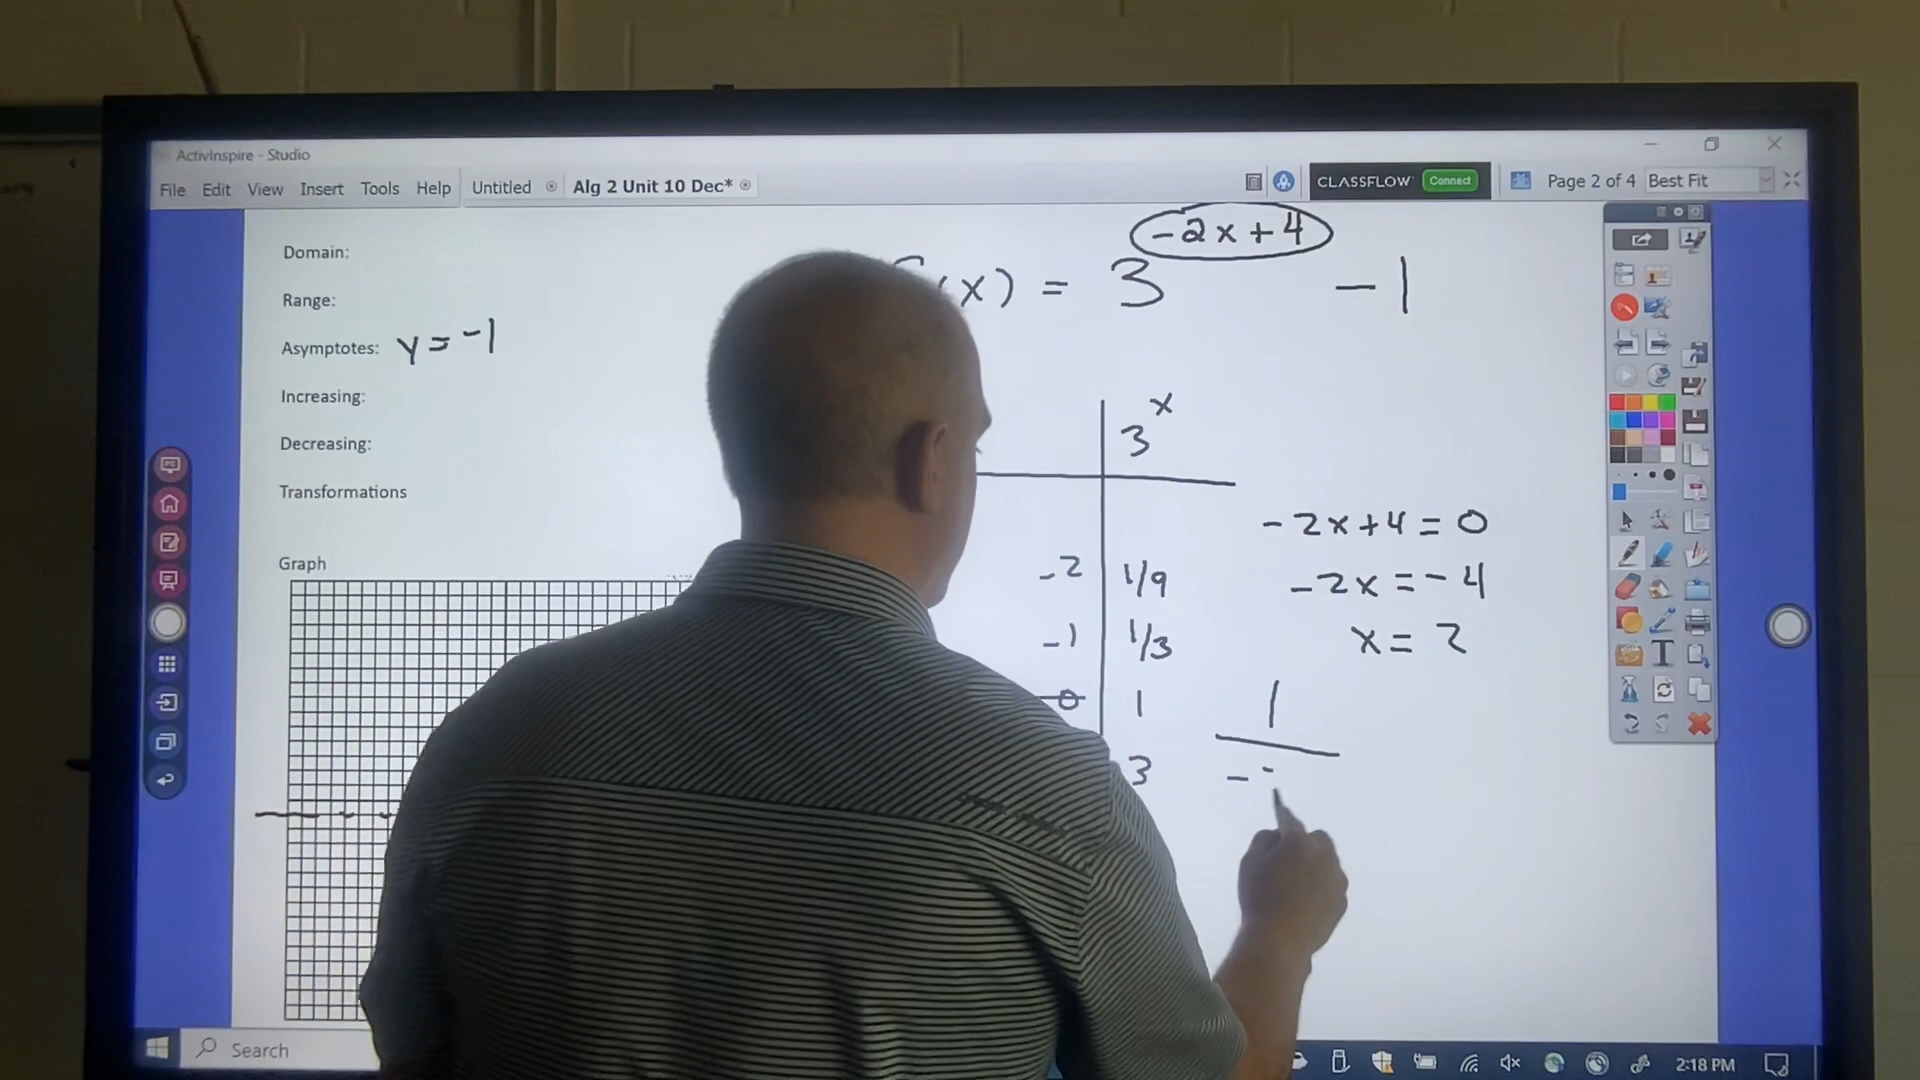 ActivInspire - Studio
File Edit View Insert Tools Help Untitled Alg 2 Unit 10 Dec* CLASSFLOW Connect Page 2 of 4 Best Fit
Domain:
Range:
Asymptotes: y = -1
Increasing:
Decreasing:
Transformations
Graph
-2x+4
(x) = 3 -1
x
3
-2 1/9
-1 1/3
0 1
3
-2x+4=0
-2x=-4
x=2
1
-
PC
T
Search
2:18 PM